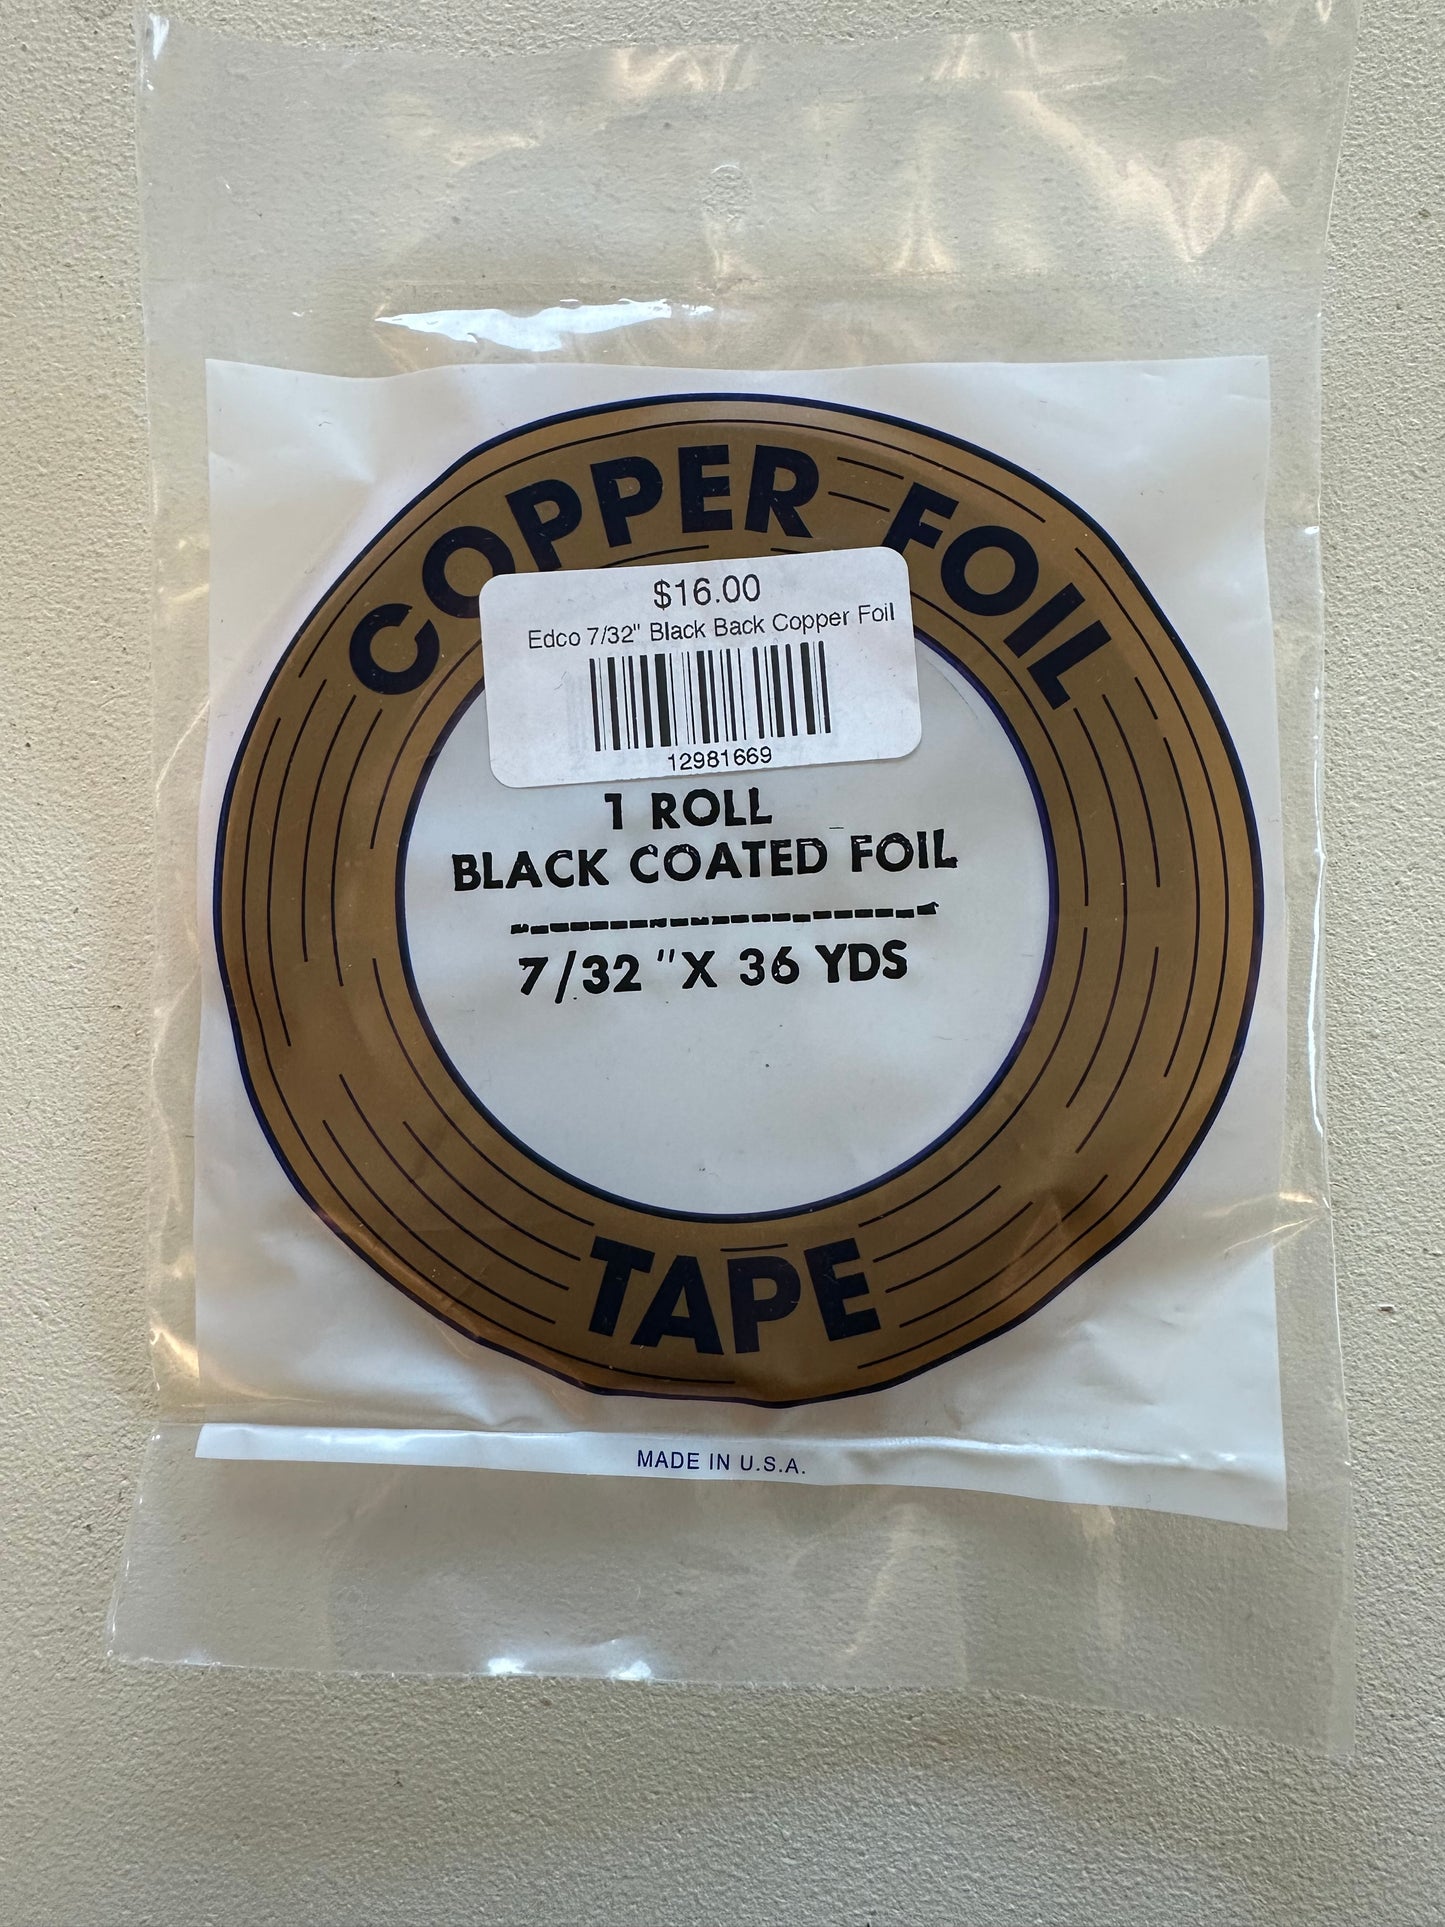 COPPER FOIL
$16.00
Edco 7/32" Black Back Copper Foil
12981669
1 ROLL
BLACK COATED FOIL
7/32 "X 36 YDS
TAPE
MADE IN U.S.A.